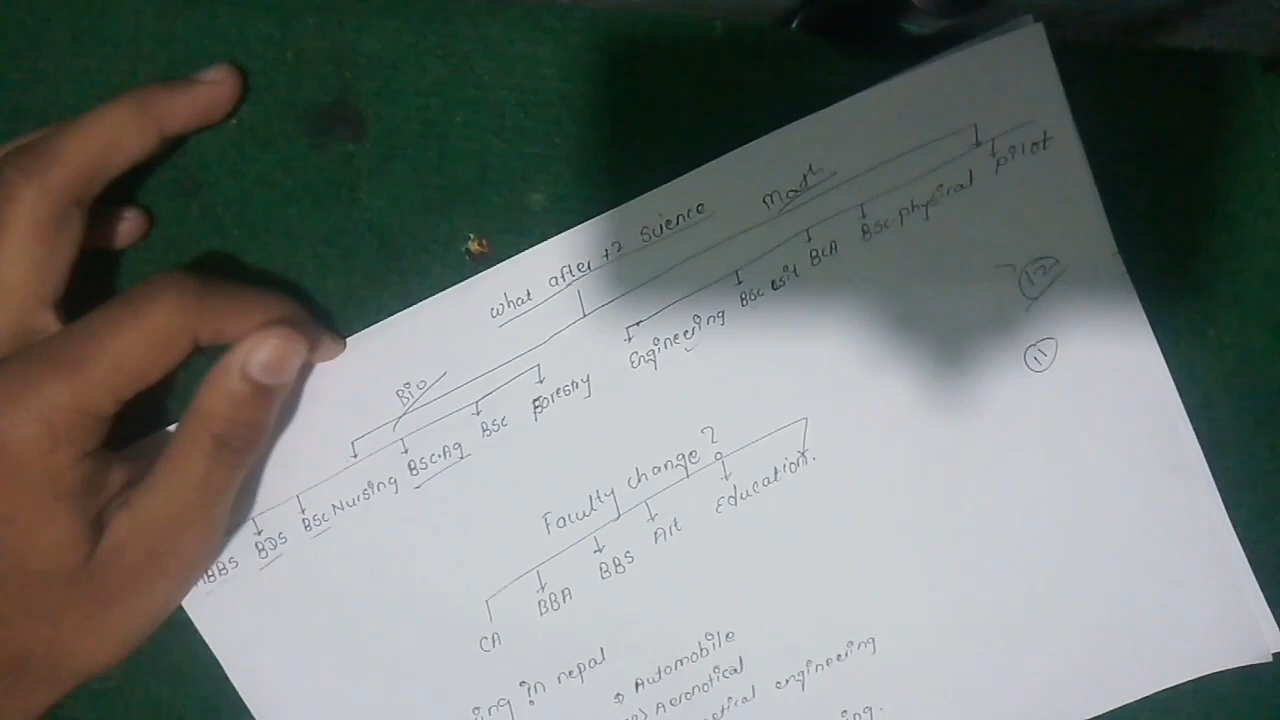 What after +2 Science
Math
Bio
MBBS BDS BSc Nursing BSc.Ag BSc Forestry
Engineering BSc csit BCA BSc.physical pilot
12
11
Faculty change?
CA BBA BBS Art Education.
ing in nepal
Automobile
Aeronotical
engineering